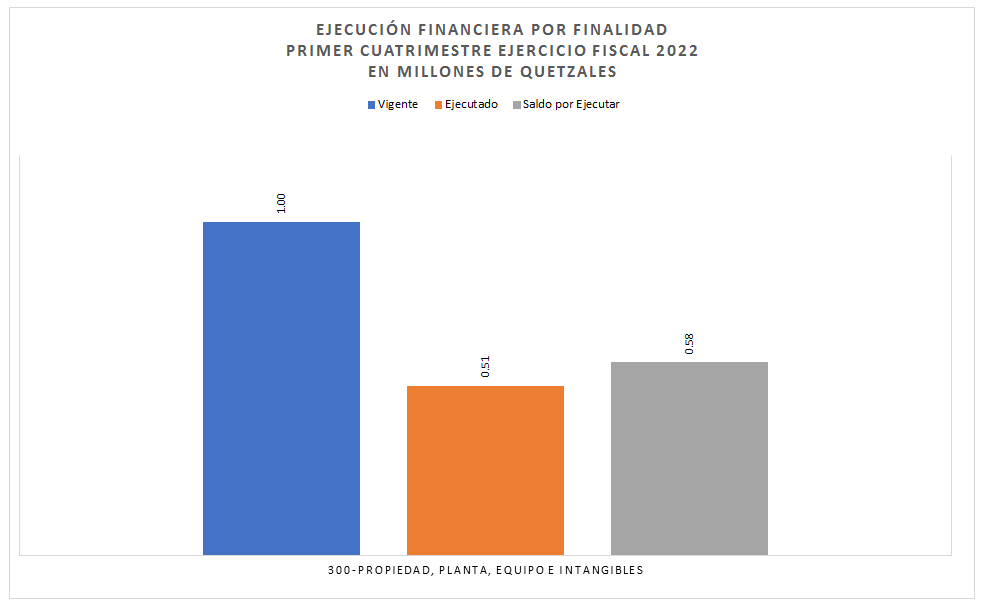 EJECUCIÓN FINANCIERA POR FINALIDAD
PRIMER CUATRIMESTRE EJERCICIO FISCAL 2022
EN MILLONES DE QUETZALES
Vigente Ejecutado Saldo por Ejecutar
1.00
0.51
0.58
300-PROPIEDAD, PLANTA, EQUIPO E INTANGIBLES